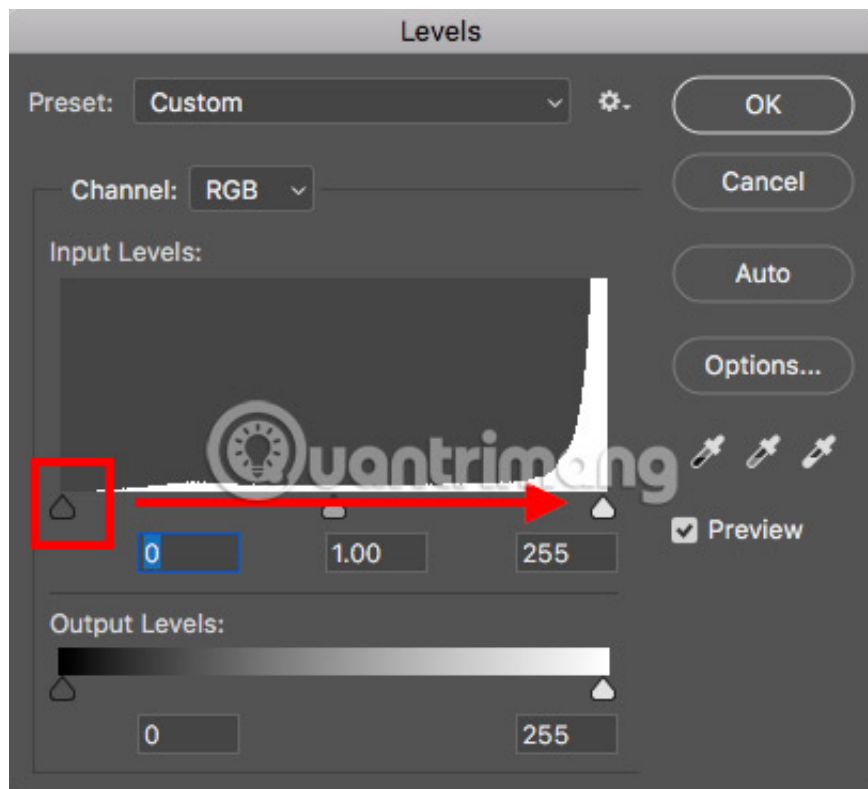 Levels
Preset: Custom
OK
Channel: RGB
Cancel
Input Levels:
Auto
Options...
Quantrimang
Preview
0 1.00 255
Output Levels:
0 255